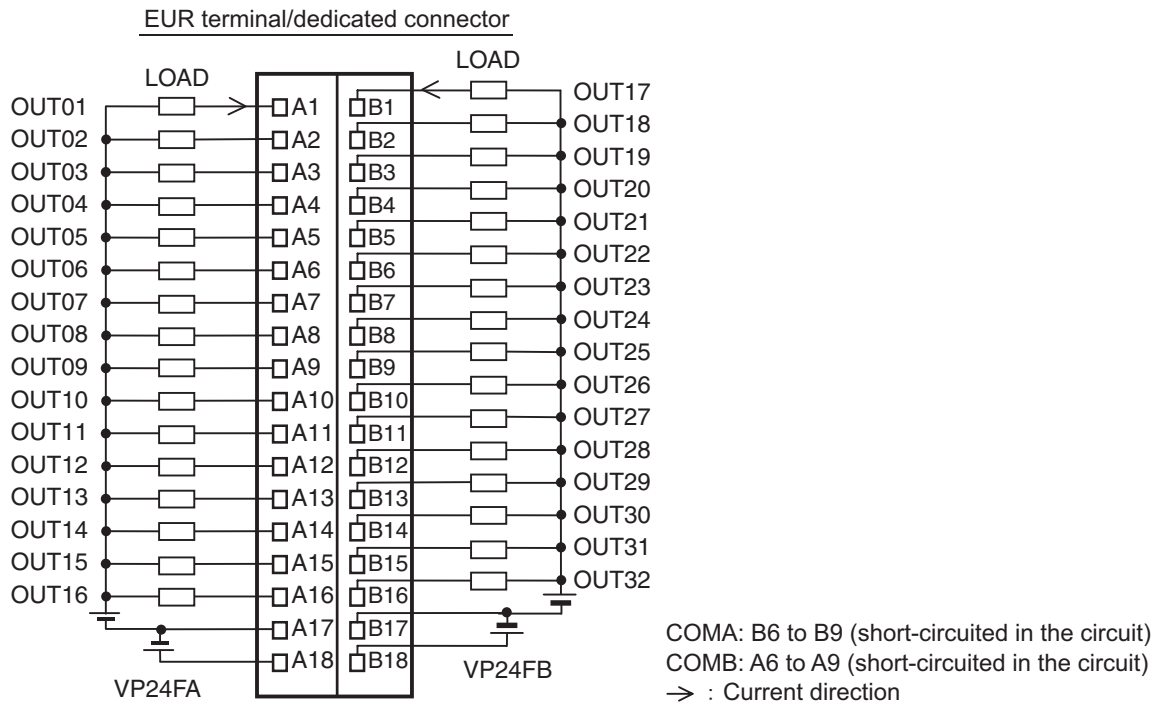 EUR terminal/dedicated connector
LOAD
LOAD
OUT01 A1 B1 OUT17
OUT02 A2 B2 OUT18
OUT03 A3 B3 OUT19
OUT04 A4 B4 OUT20
OUT05 A5 B5 OUT21
OUT06 A6 B6 OUT22
OUT07 A7 B7 OUT23
OUT08 A8 B8 OUT24
OUT09 A9 B9 OUT25
OUT10 A10 B10 OUT26
OUT11 A11 B11 OUT27
OUT12 A12 B12 OUT28
OUT13 A13 B13 OUT29
OUT14 A14 B14 OUT30
OUT15 A15 B15 OUT31
OUT16 A16 B16 OUT32
A17 B17
A18 B18
VP24FA
VP24FB
COMA: B6 to B9 (short-circuited in the circuit)
COMB: A6 to A9 (short-circuited in the circuit)
→ : Current direction